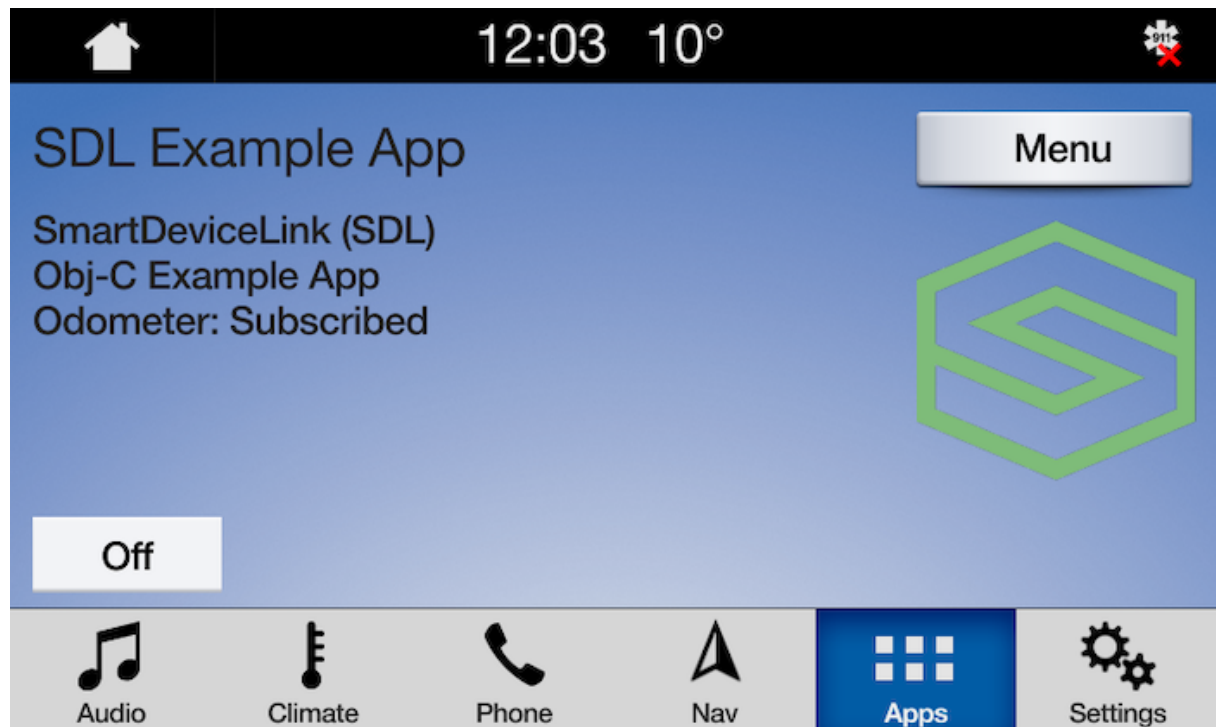 12:03 10°
911
SDL Example App
Menu
SmartDeviceLink (SDL)
Obj-C Example App
Odometer: Subscribed
Off
Audio
Climate
Phone
Nav
Apps
Settings